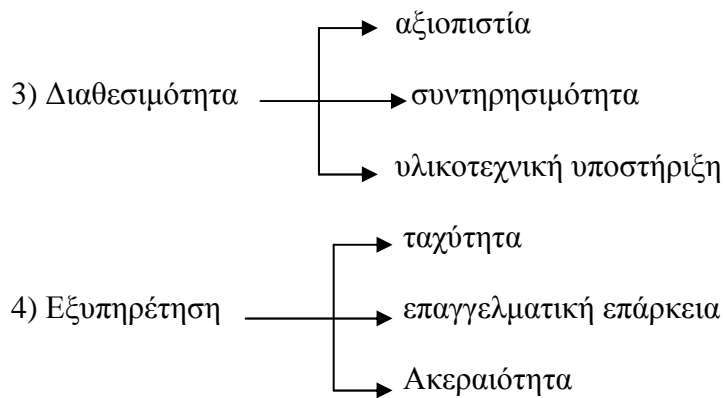 αξιοπιστία
3) Διαθεσιμότητα
συντηρησιμότητα
υλικοτεχνική υποστήριξη
ταχύτητα
4) Εξυπηρέτηση
επαγγελματική επάρκεια
Ακεραιότητα